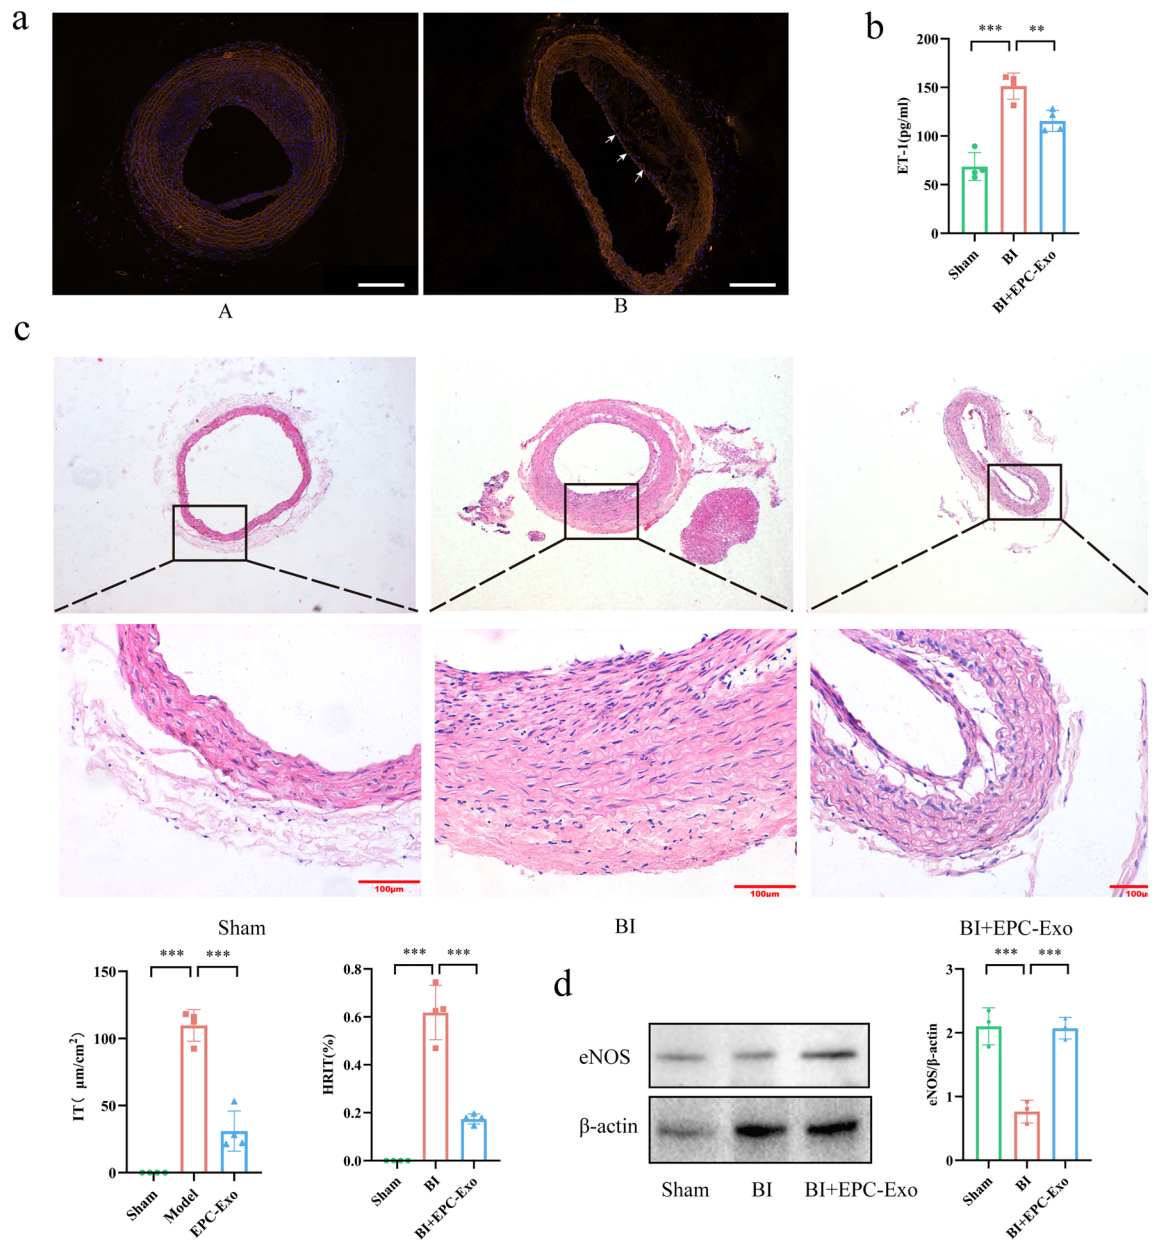 a
A
B
b
*** **
200
150
100
50
0
ET-1(pg/ml)
Sham
BI
BI+EPC-Exo
c
100μm
100μm
100μ
Sham
BI
BI+EPC-Exo
*** ***
150
100
50
0
IT( μm/cm²)
Sham
Model
EPC-Exo
*** ***
0.8
0.6
0.4
0.2
0.0
HRIT(%)
Sham
BI
BI+EPC-Exo
d
eNOS
β-actin
Sham BI BI+EPC-Exo
*** ***
3
2
1
0
eNOS/β-actin
Sham
BI
BI+EPC-Exo